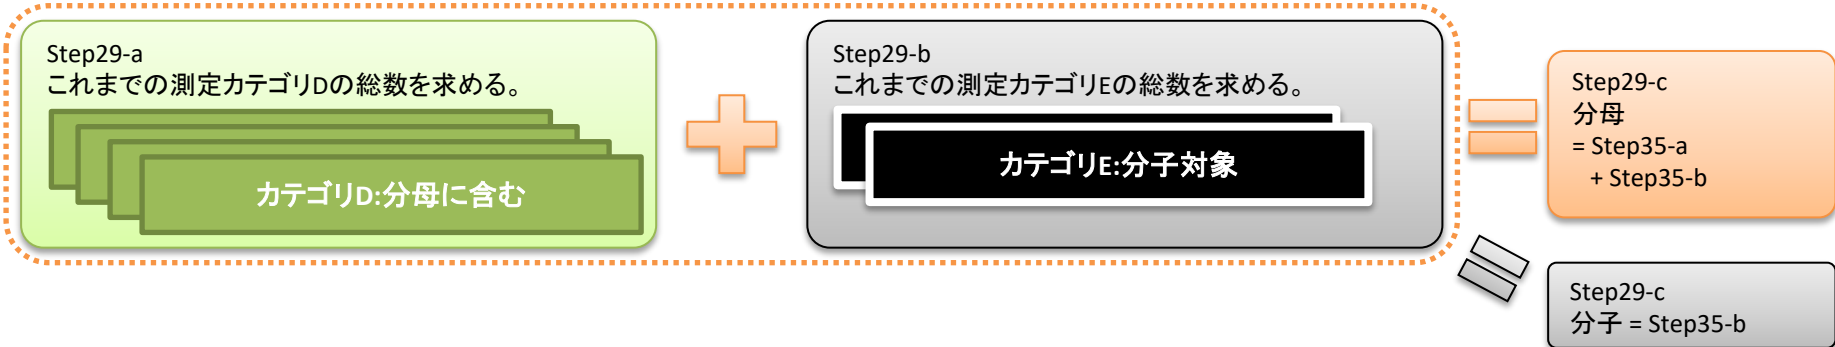 Step29-a
これまでの測定カテゴリDの総数を求める。
カテゴリD:分母に含む
Step29-b
これまでの測定カテゴリEの総数を求める。
カテゴリE:分子対象
Step29-c
分母
= Step35-a
+ Step35-b
Step29-c
分子 = Step35-b